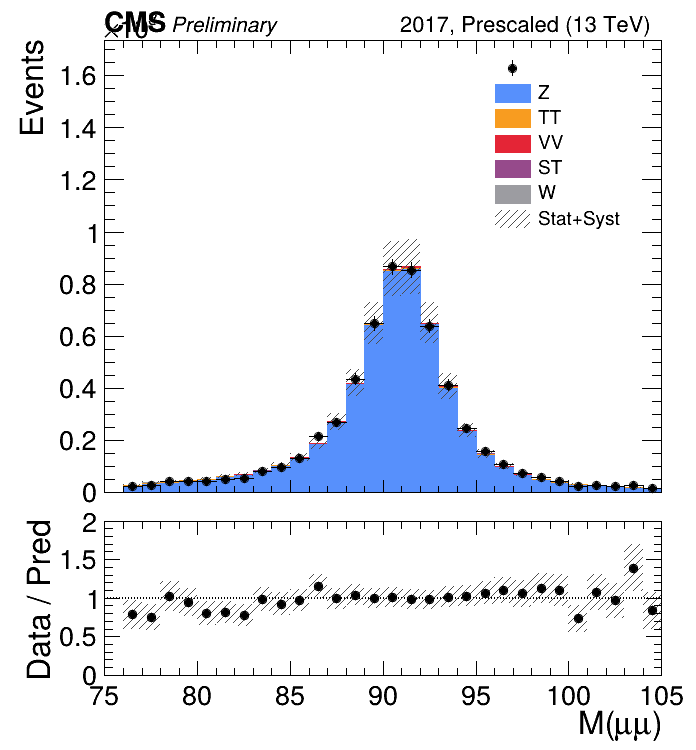 CMS Preliminary 2017, Prescaled (13 TeV)
Events
1.6
1.4
1.2
1
0.8
0.6
0.4
0.2
0
Z
TT
VV
ST
W
Stat+Syst
Data / Pred
2
1.5
1
0.5
0
75 80 85 90 95 100 105
M(μμ)